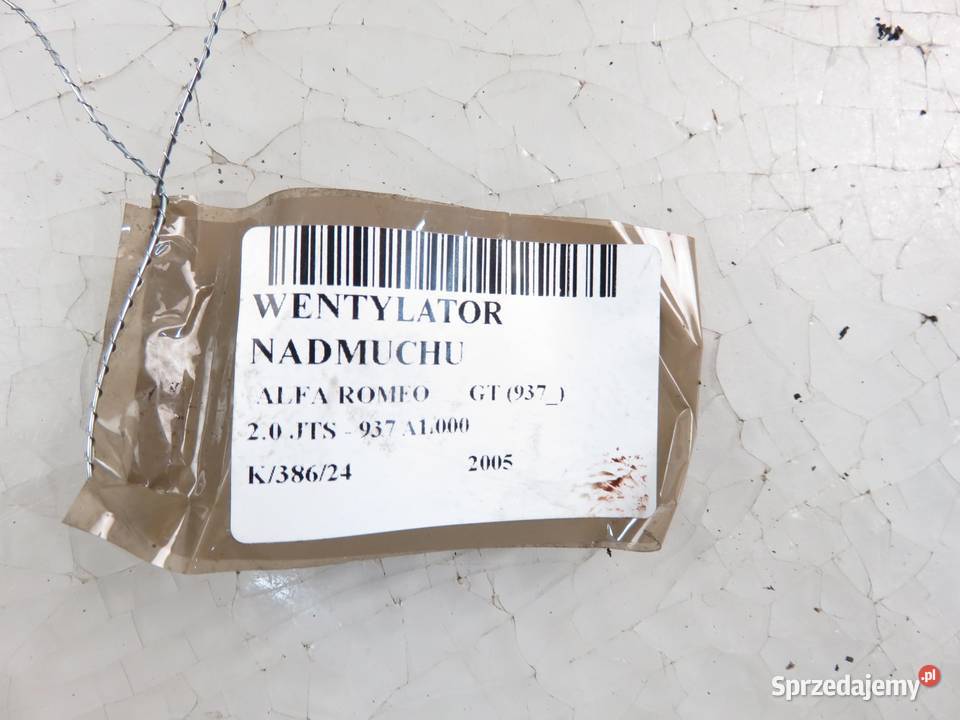 WENTYLATOR
NADMUCHU
ALFA ROMEO GT (937_)
2.0 JTS - 937 A1.000
K/386/24 2005
Sprzedajemy.pl